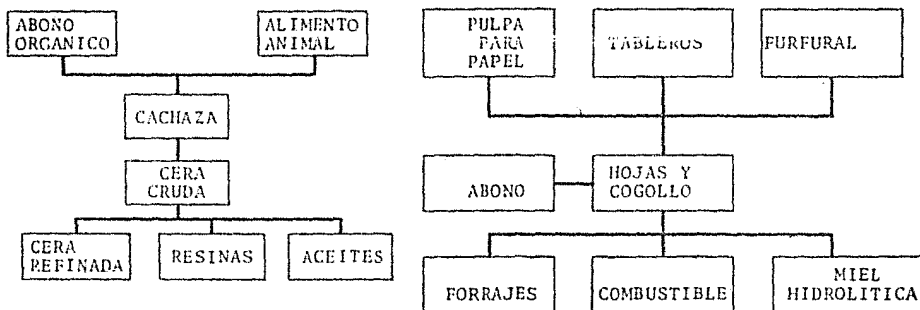 ABONO
ORGANICO
ALIMENTO
ANIMAL
CACHAZA
CERA
CRUDA
CERA
REFINADA
RESINAS
ACEITES
PULPA
PARA
PAPEL
TABLEROS
FURFURAL
ABONO
HOJAS Y
COGOLLO
FORRAJES
COMBUSTIBLE
MIEL
HIDROLITICA